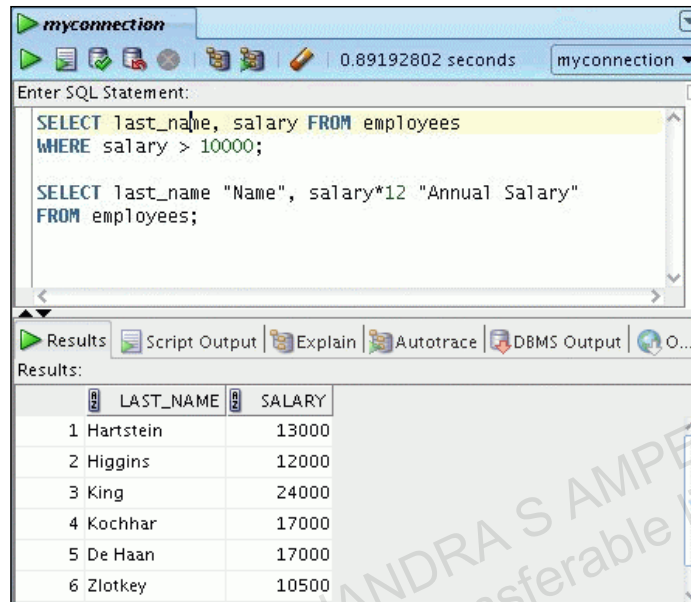 myconnection
0.89192802 seconds
myconnection
Enter SQL Statement:
SELECT last_name, salary FROM employees
WHERE salary > 10000;
SELECT last_name "Name", salary*12 "Annual Salary"
FROM employees;
Results Script Output Explain Autotrace DBMS Output O...
Results:
LAST_NAME SALARY
1 Hartstein 13000
2 Higgins 12000
3 King 24000
4 Kochhar 17000
5 De Haan 17000
6 Zlotkey 10500